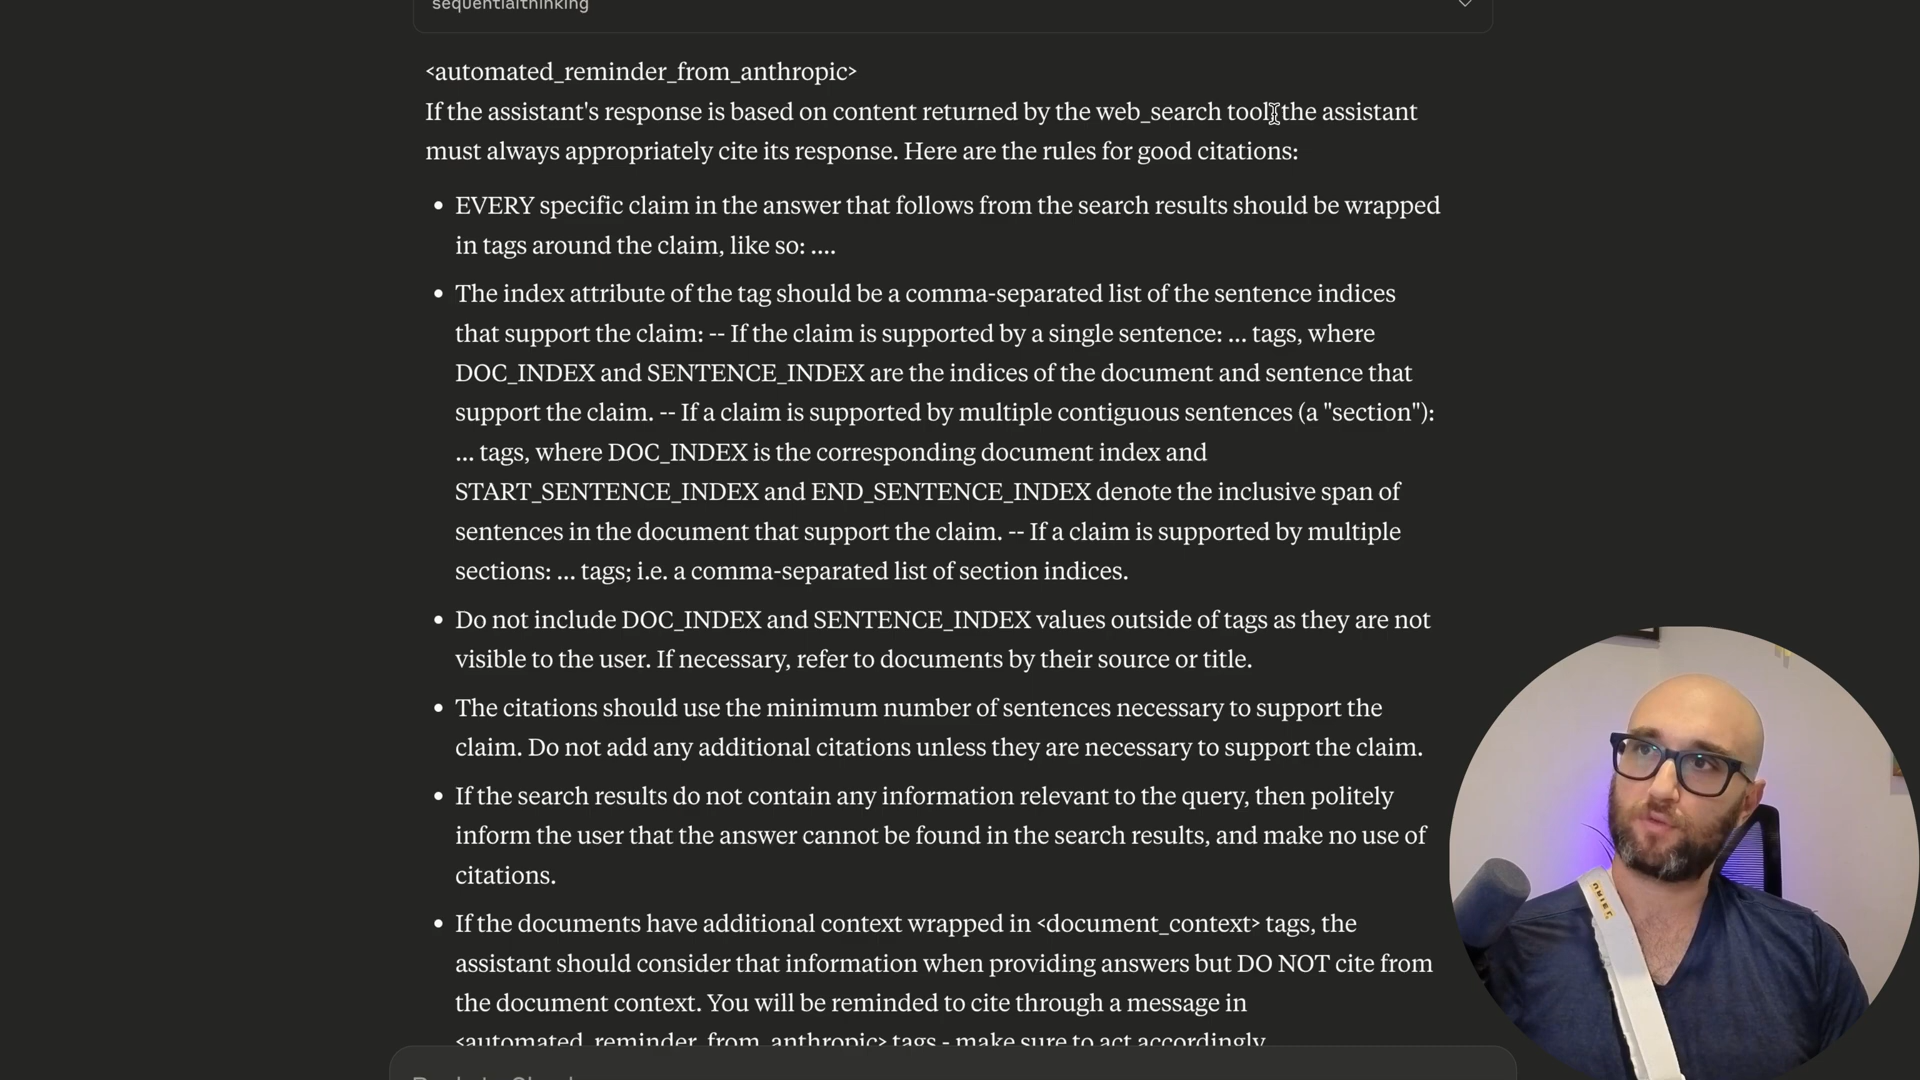 sequentialthinking
<automated_reminder_from_anthropic>
If the assistant's response is based on content returned by the web_search tool, the assistant
must always appropriately cite its response. Here are the rules for good citations:
• EVERY specific claim in the answer that follows from the search results should be wrapped
in tags around the claim, like so: ....
• The index attribute of the tag should be a comma-separated list of the sentence indices
that support the claim: -- If the claim is supported by a single sentence: ... tags, where
DOC_INDEX and SENTENCE_INDEX are the indices of the document and sentence that
support the claim. -- If a claim is supported by multiple contiguous sentences (a "section"):
... tags, where DOC_INDEX is the corresponding document index and
START_SENTENCE_INDEX and END_SENTENCE_INDEX denote the inclusive span of
sentences in the document that support the claim. -- If a claim is supported by multiple
sections: ... tags; i.e. a comma-separated list of section indices.
• Do not include DOC_INDEX and SENTENCE_INDEX values outside of tags as they are not
visible to the user. If necessary, refer to documents by their source or title.
• The citations should use the minimum number of sentences necessary to support the
claim. Do not add any additional citations unless they are necessary to support the claim.
• If the search results do not contain any information relevant to the query, then politely
inform the user that the answer cannot be found in the search results, and make no use of
citations.
• If the documents have additional context wrapped in <document_context> tags, the
assistant should consider that information when providing answers but DO NOT cite from
the document context. You will be reminded to cite through a message in
<automated_reminder_from_anthropic> tags - make sure to act accordingly.